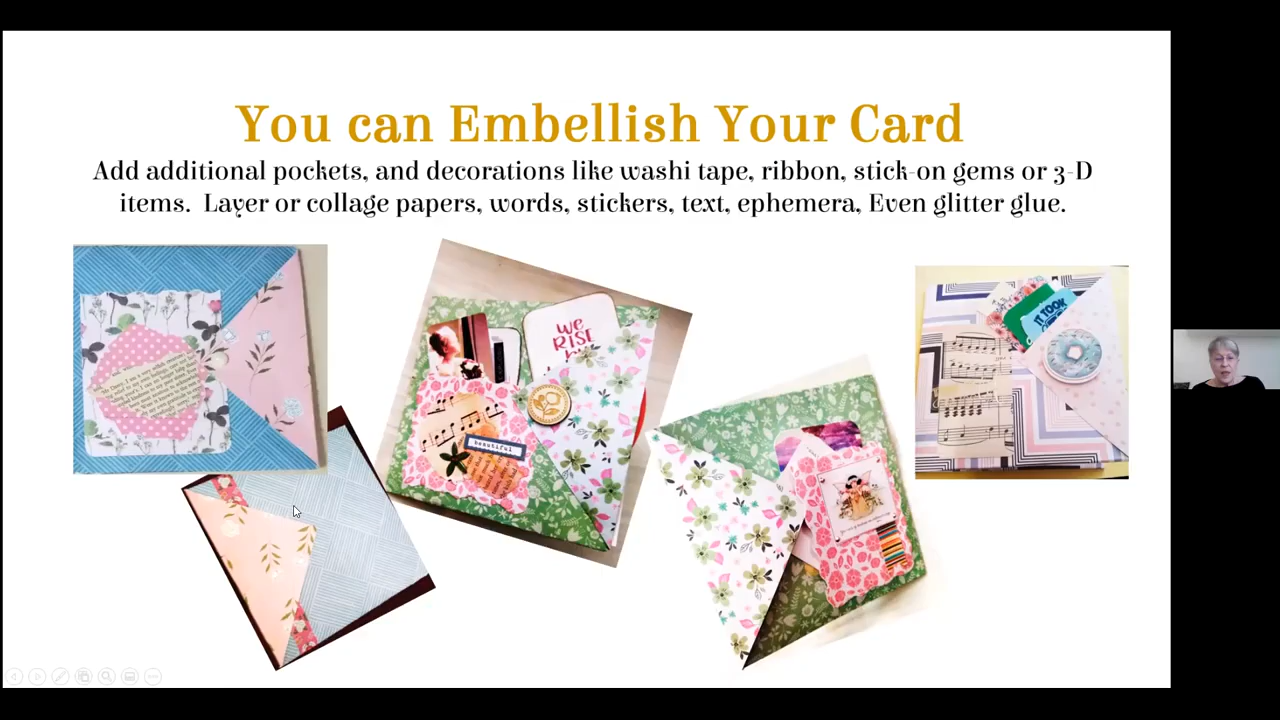 You can Embellish Your Card
Add additional pockets, and decorations like washi tape, ribbon, stick-on gems or 3-D
items. Layer or collage papers, words, stickers, text, ephemera, Even glitter glue.
we
RISE
beautiful
IT TOOK